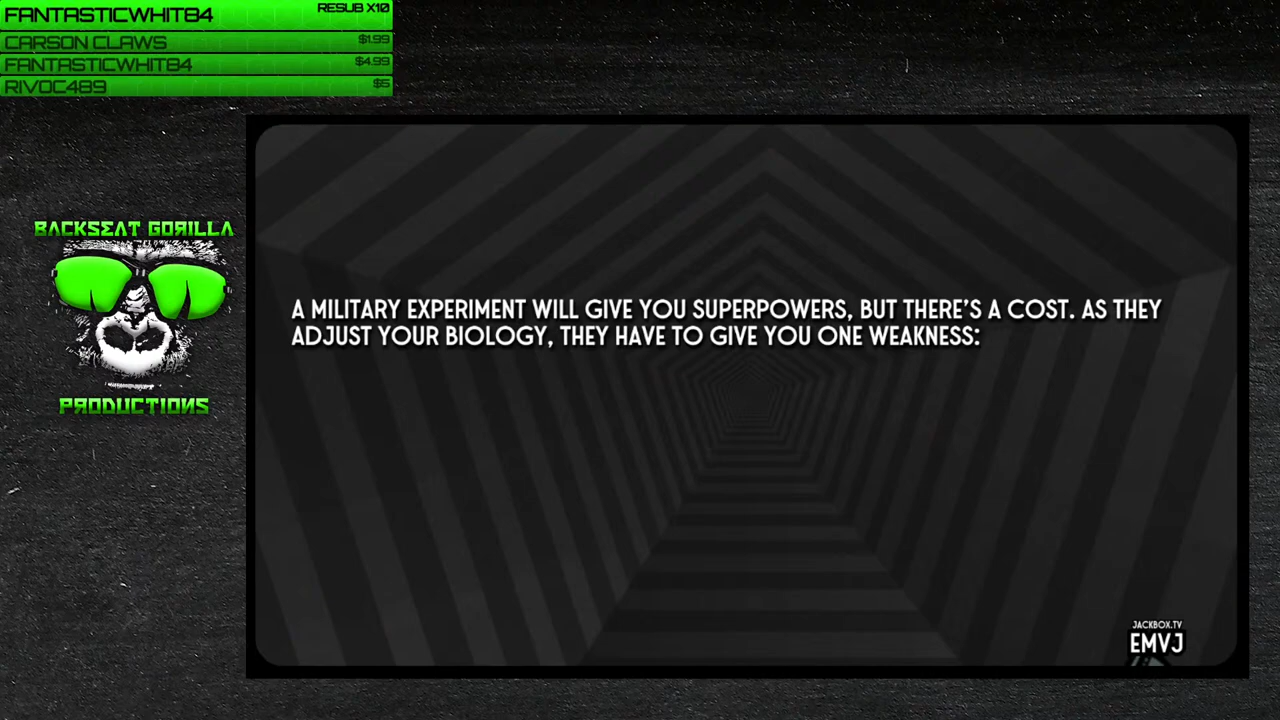 FANTASTICWHIT84 RESUB X10
CARSON CLAWS $1.99
FANTASTICWHIT84 $4.99
RIVOC489 $5
BACKSEAT GORILLA
PRODUCTIONS
A MILITARY EXPERIMENT WILL GIVE YOU SUPERPOWERS, BUT THERE'S A COST. AS THEY
ADJUST YOUR BIOLOGY, THEY HAVE TO GIVE YOU ONE WEAKNESS:
JACKBOX.TV
EMVJ